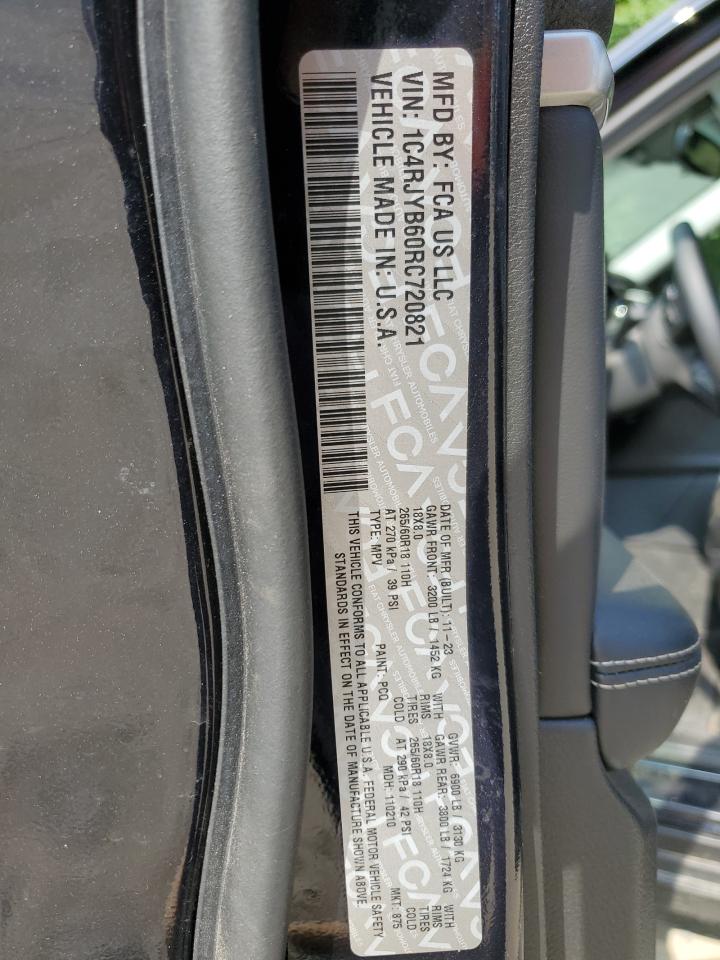 MFD BY: FCA US LLC
VIN: 1C4RJYB60RC720821
VEHICLE MADE IN: U.S.A.
DATE OF MFR (BUILT): 11-23 GVWR: 6900 LB / 3130 KG
GAWR FRONT: 3200 LB / 1452 KG WITH GAWR REAR: 3800 LB / 1724 KG WITH
18X8.0 RIMS 18X8.0 RIMS
265/60R18 110H TIRES 265/60R18 110H TIRES
AT 270 kPa / 39 PSI COLD AT 290 kPa / 42 PSI COLD
TYPE: MPV PAINT: PCQ MDH: 110210 MKT: 875
THIS VEHICLE CONFORMS TO ALL APPLICABLE U.S.A. FEDERAL MOTOR VEHICLE SAFETY
STANDARDS IN EFFECT ON THE DATE OF MANUFACTURE SHOWN ABOVE.